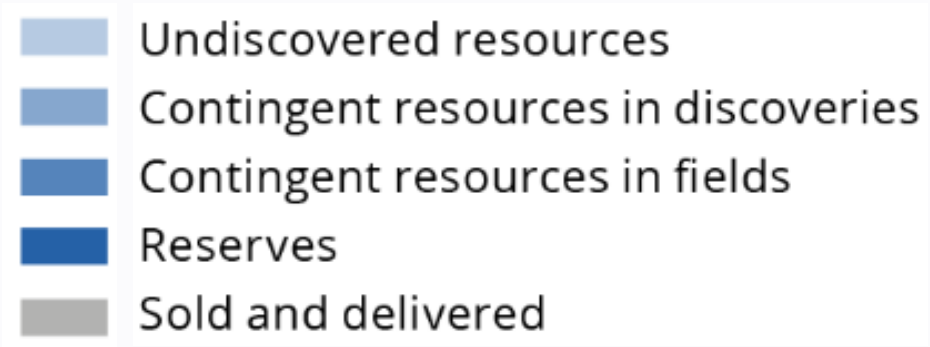 Undiscovered resources
Contingent resources in discoveries
Contingent resources in fields
Reserves
Sold and delivered